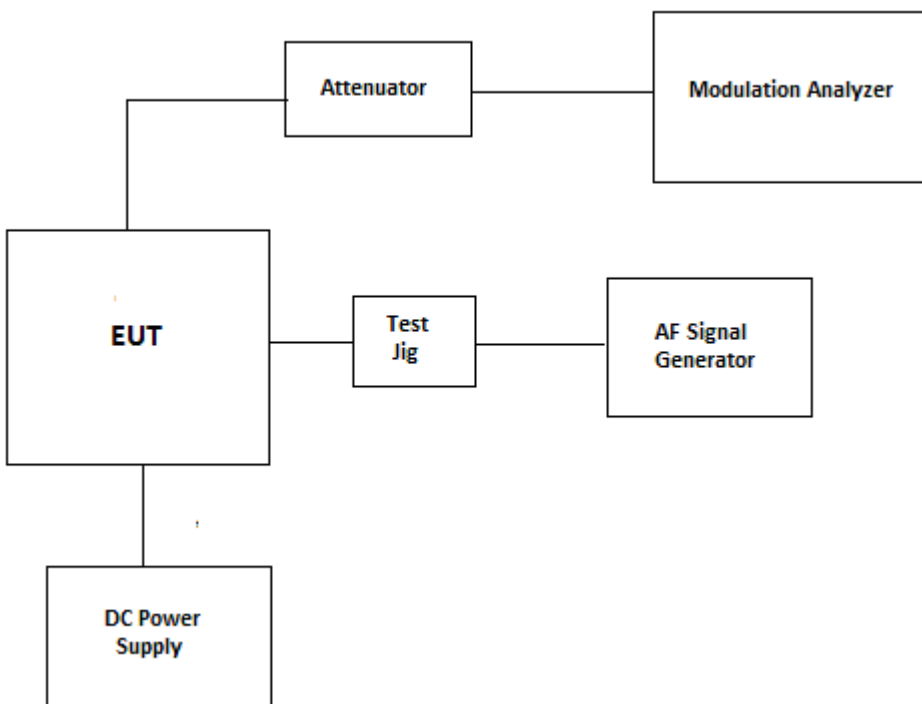 Attenuator
Modulation Analyzer
EUT
Test
Jig
AF Signal
Generator
DC Power
Supply